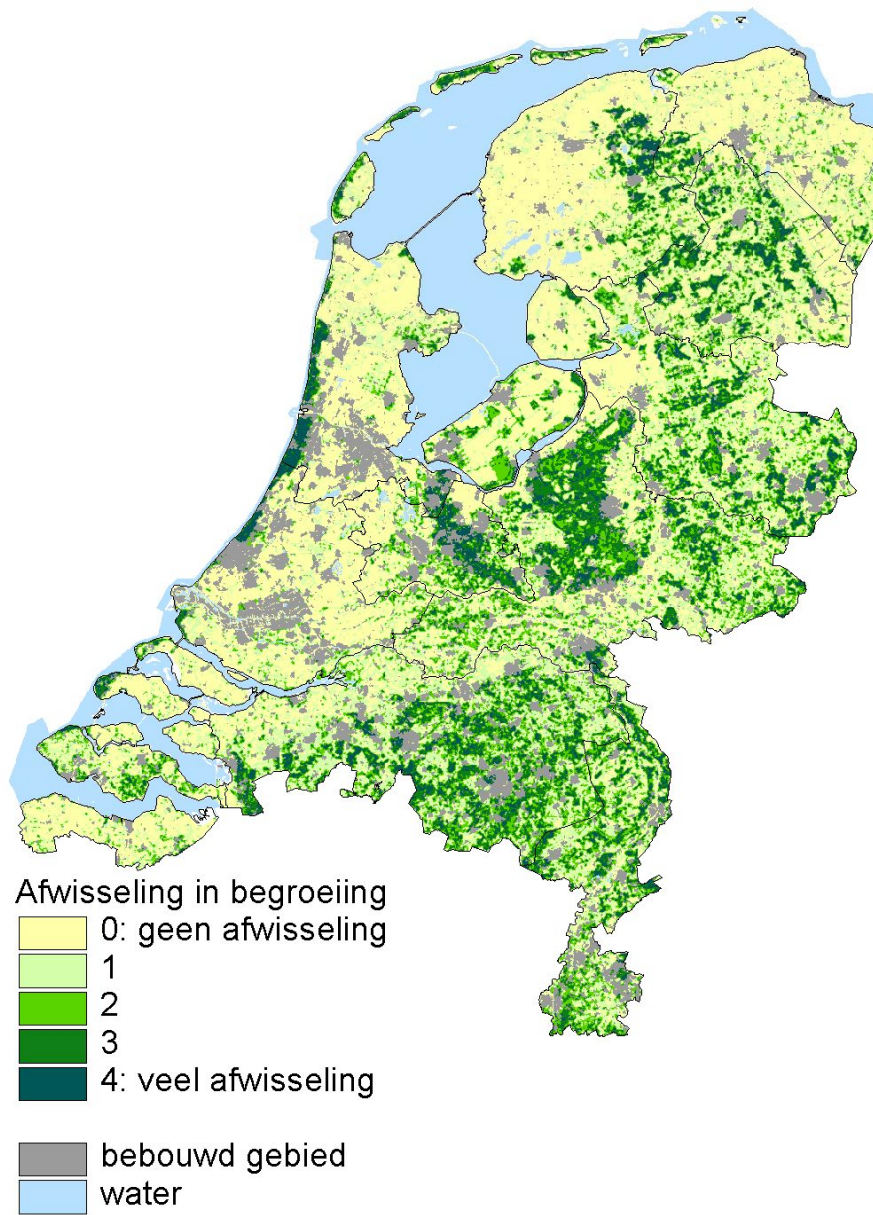 Afwisseling in begroeiing
0: geen afwisseling
1
2
3
4: veel afwisseling
bebouwd gebied
water